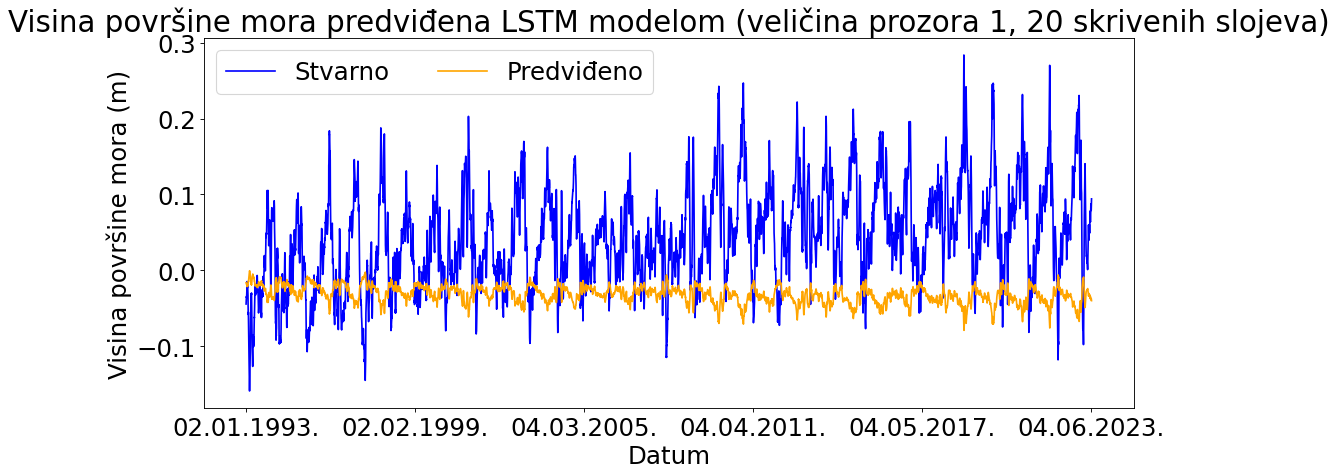 Visina površine mora predviđena LSTM modelom (veličina prozora 1, 20 skrivenih slojeva)
Stvarno
Predviđeno
Visina površine mora (m)
0.3
0.2
0.1
0.0
−0.1
02.01.1993.
02.02.1999.
04.03.2005.
04.04.2011.
04.05.2017.
04.06.2023.
Datum